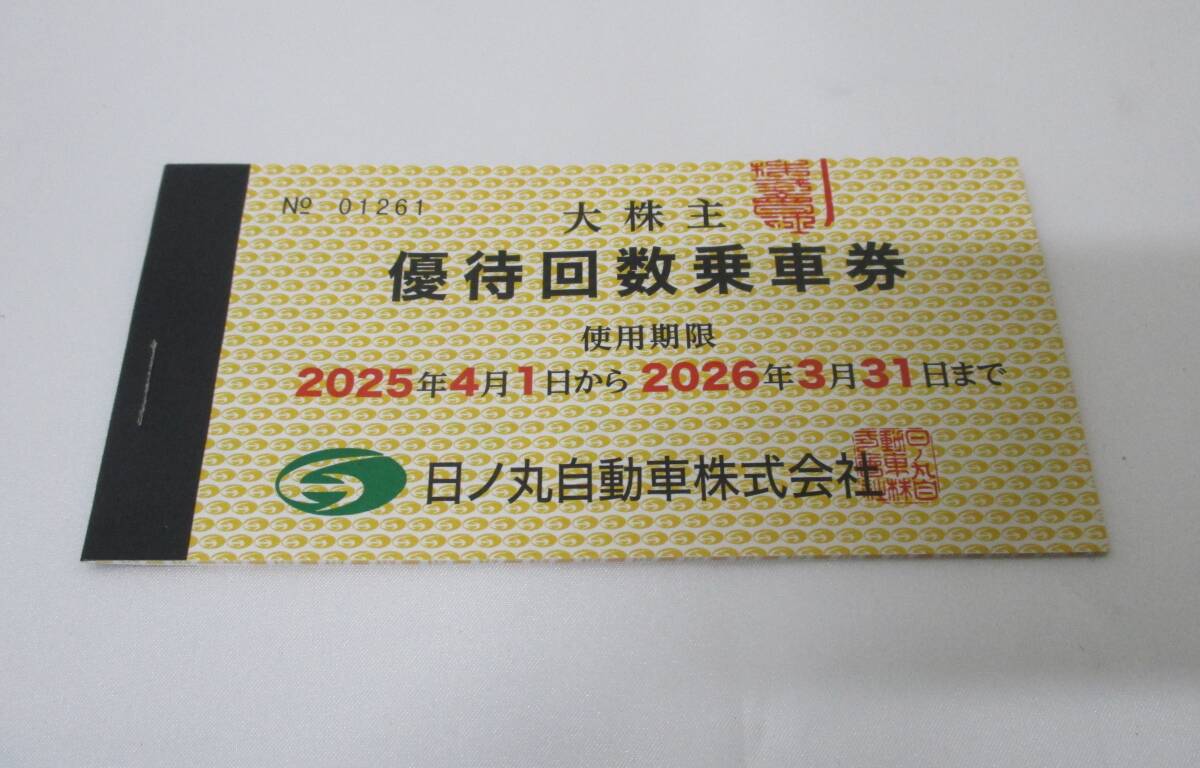 № 01261
大株主
優待回数乗車券
使用期限
2025年4月1日から2026年3月31日まで
日ノ丸自動車株式会社